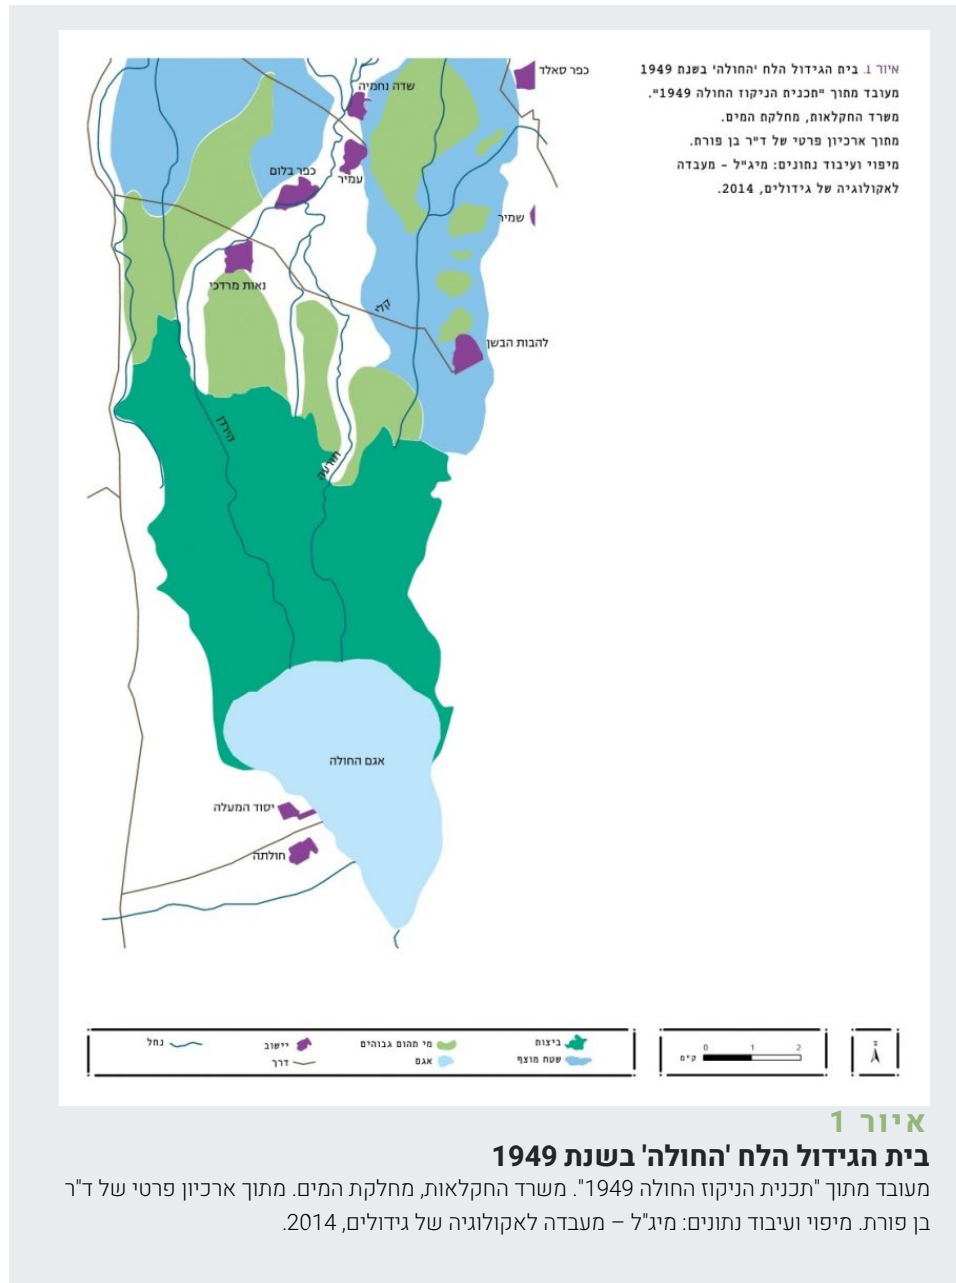 איור 1. בית הגידול הלח 'החולה' בשנת 1949
מעובד מתוך "תכנית הניקוז החולה 1949".
משרד החקלאות, מחלקת המים.
מתוך ארכיון פרטי של ד"ר בן פורת.
מיפוי ועיבוד נתונים: מיג"ל – מעבדה
לאקולוגיה של גידולים, 2014.
כפר סאלד
שדה נחמיה
עמיר
כפר בלום
שמיר
נאות מרדכי
קלי
להבות הבשן
הירדן
תורעה
אגם החולה
יסוד המעלה
חולתה
ביצות
שטח מוצף
מי תהום גבוהים
אגם
יישוב
דרך
נחל
0 1 2
ק"מ
איור 1
בית הגידול הלח 'החולה' בשנת 1949
מעובד מתוך "תכנית הניקוז החולה 1949". משרד החקלאות, מחלקת המים. מתוך ארכיון פרטי של ד"ר
בן פורת. מיפוי ועיבוד נתונים: מיג"ל – מעבדה לאקולוגיה של גידולים, 2014.